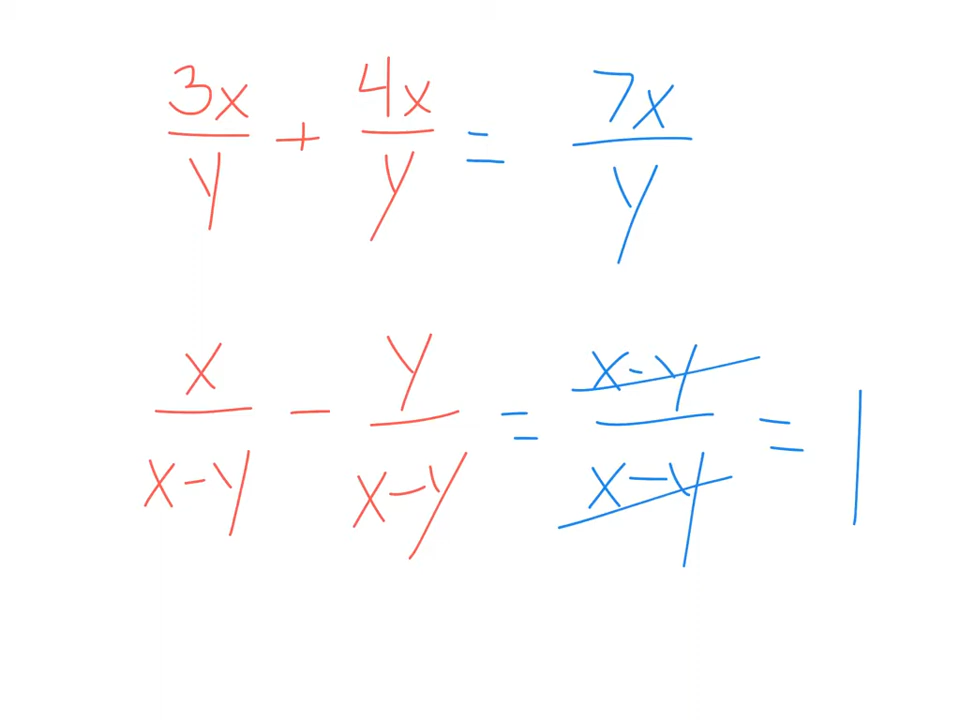 3x/y + 4x/y = 7x/y
x/(x-y) - y/(x-y) = x-y/x-y = 1